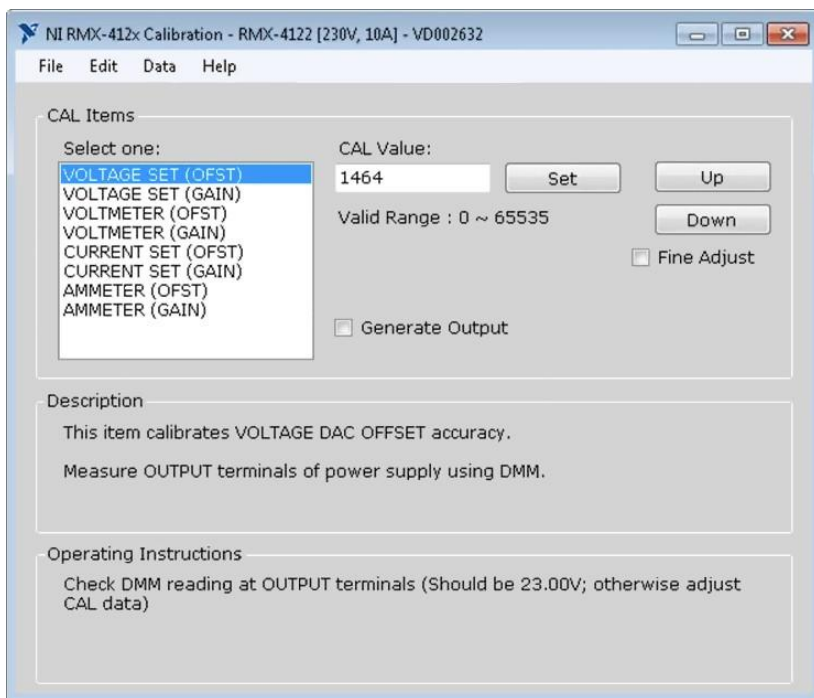 NI RMX-412x Calibration - RMX-4122 [230V, 10A] - VD002632
File Edit Data Help
CAL Items
Select one:
VOLTAGE SET (OFST)
VOLTAGE SET (GAIN)
VOLTMETER (OFST)
VOLTMETER (GAIN)
CURRENT SET (OFST)
CURRENT SET (GAIN)
AMMETER (OFST)
AMMETER (GAIN)
CAL Value:
1464
Set
Up
Valid Range : 0 ~ 65535
Down
Fine Adjust
Generate Output
Description
This item calibrates VOLTAGE DAC OFFSET accuracy.
Measure OUTPUT terminals of power supply using DMM.
Operating Instructions
Check DMM reading at OUTPUT terminals (Should be 23.00V; otherwise adjust
CAL data)